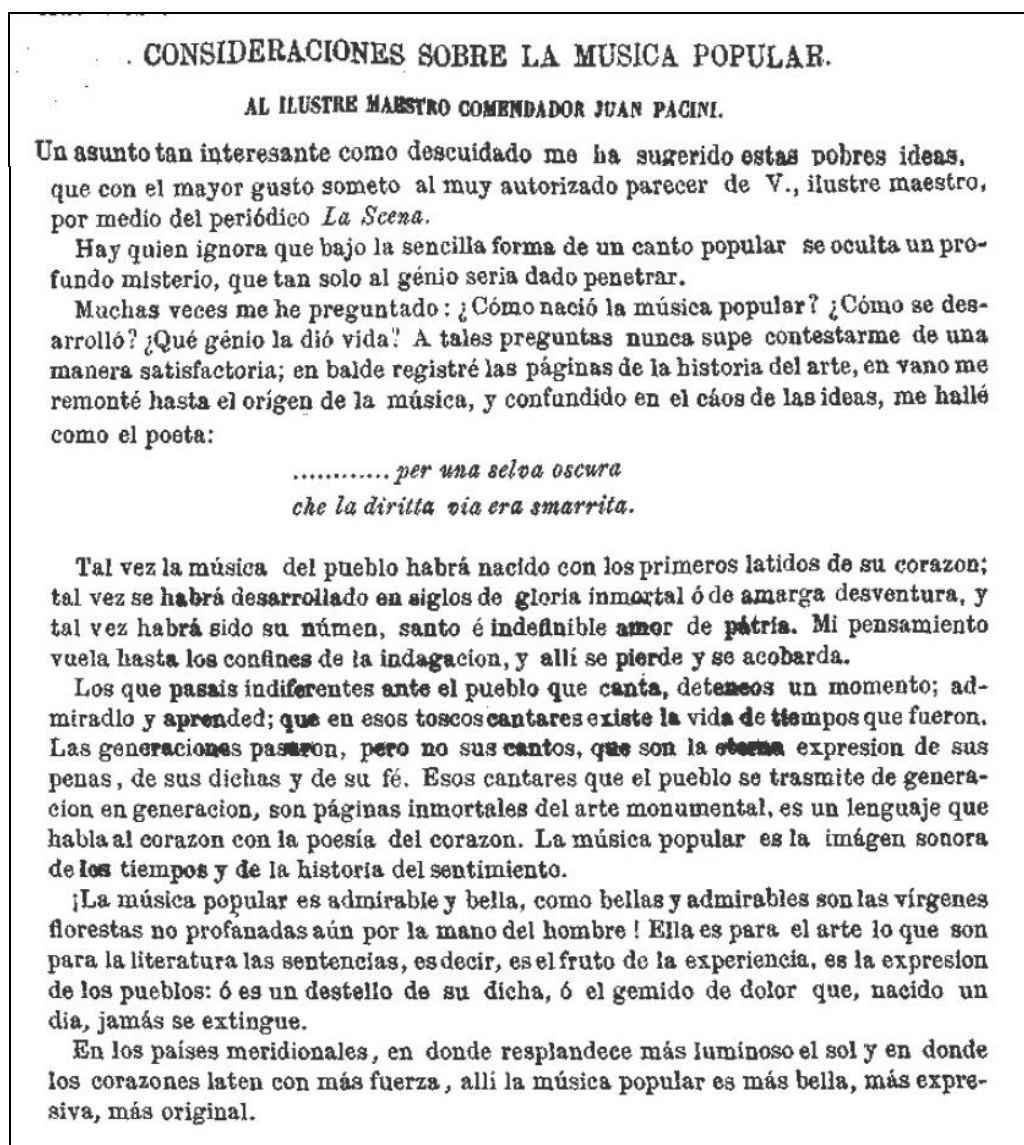 CONSIDERACIONES SOBRE LA MUSICA POPULAR.
AL ILUSTRE MAESTRO COMENDADOR JUAN PACINI.
Un asunto tan interesante como descuidado me ha sugerido estas pobres ideas,
que con el mayor gusto someto al muy autorizado parecer de V., ilustre maestro,
por medio del periódico La Scena.
Hay quien ignora que bajo la sencilla forma de un canto popular se oculta un pro-
fundo misterio, que tan solo al génio seria dado penetrar.
Muchas veces me he preguntado: ¿Cómo nació la música popular? ¿Cómo se des-
arrolló? ¿Qué génio la dió vida? A tales preguntas nunca supe contestarme de una
manera satisfactoria; en balde registré las páginas de la historia del arte, en vano me
remonté hasta el orígen de la música, y confundido en el cáos de las ideas, me hallé
como el poeta:
............ per una selva oscura
che la diritta via era smarrita.
Tal vez la música del pueblo habrá nacido con los primeros latidos de su corazon;
tal vez se habrá desarrollado en siglos de gloria inmortal ó de amarga desventura, y
tal vez habrá sido su númen, santo é indefinible amor de pátria. Mi pensamiento
vuela hasta los confines de la indagacion, y allí se pierde y se acobarda.
Los que pasais indiferentes ante el pueblo que canta, deteneos un momento; ad-
miradlo y aprended; que en esos toscos cantares existe la vida de tiempos que fueron.
Las generaciones pasaron, pero no sus cantos, que son la eterna expresion de sus
penas, de sus dichas y de su fé. Esos cantares que el pueblo se trasmite de genera-
cion en generacion, son páginas inmortales del arte monumental, es un lenguaje que
habla al corazon con la poesía del corazon. La música popular es la imágen sonora
de los tiempos y de la historia del sentimiento.
¡La música popular es admirable y bella, como bellas y admirables son las vírgenes
florestas no profanadas aún por la mano del hombre! Ella es para el arte lo que son
para la literatura las sentencias, es decir, es el fruto de la experiencia, es la expresion
de los pueblos: ó es un destello de su dicha, ó el gemido de dolor que, nacido un
dia, jamás se extingue.
En los países meridionales, en donde resplandece más luminoso el sol y en donde
los corazones laten con más fuerza, allí la música popular es más bella, más expre-
siva, más original.